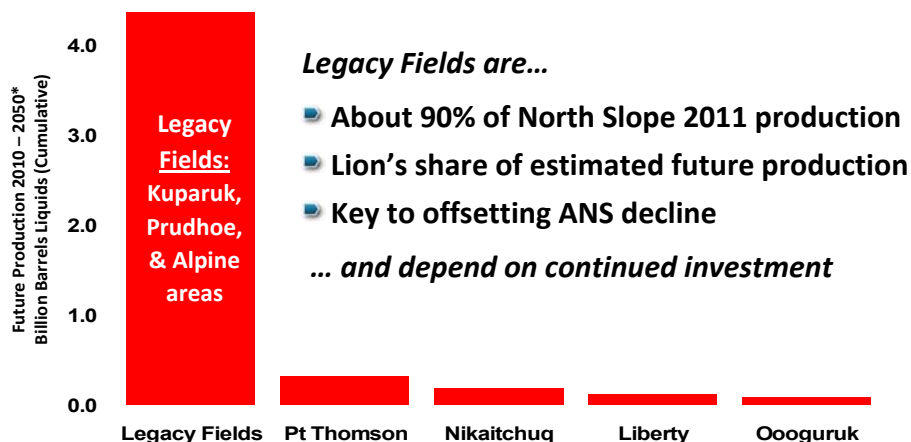 Future Production 2010 – 2050*
Billion Barrels Liquids (Cumulative)
4.0
3.0
2.0
1.0
0.0
Legacy
Fields:
Kuparuk,
Prudhoe,
& Alpine
areas
Legacy Fields are…
About 90% of North Slope 2011 production
Lion’s share of estimated future production
Key to offsetting ANS decline
… and depend on continued investment
Legacy Fields Pt Thomson Nikaitchuq Liberty Oooguruk